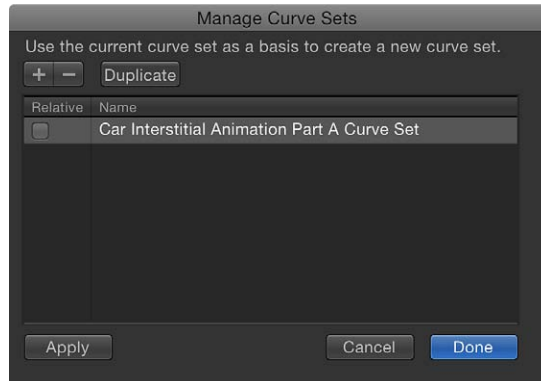 Manage Curve Sets
Use the current curve set as a basis to create a new curve set.
+ − Duplicate
Relative Name
Car Interstitial Animation Part A Curve Set
Apply Cancel Done